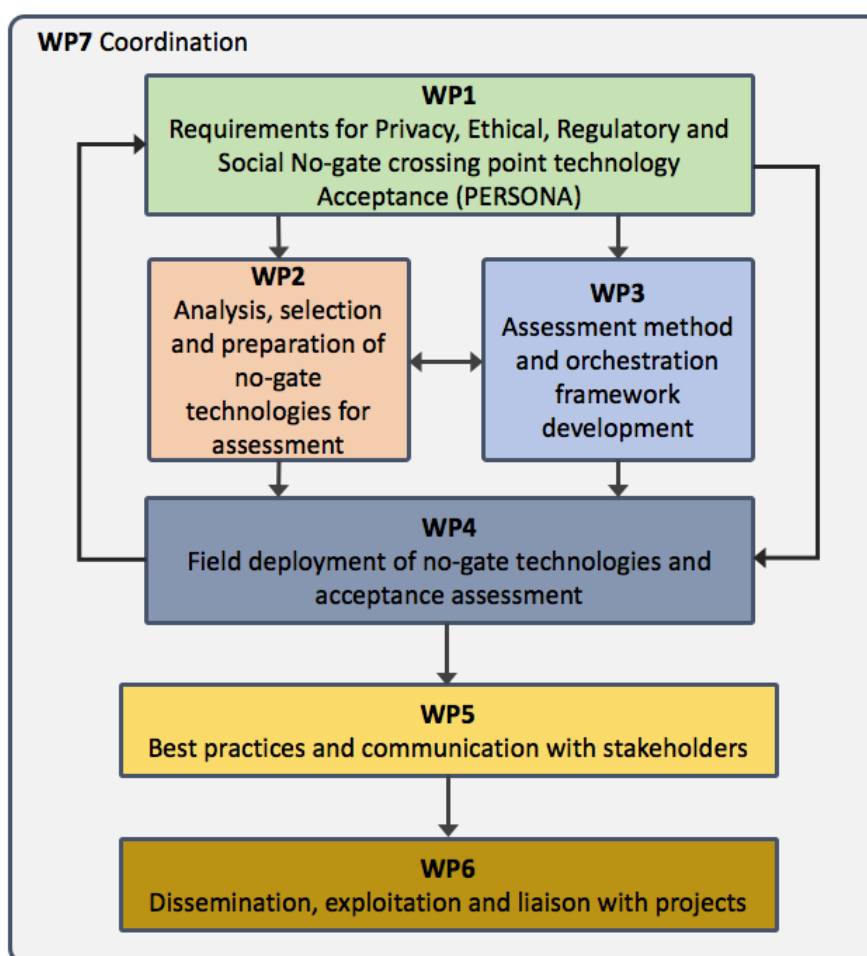 WP7 Coordination
WP1
Requirements for Privacy, Ethical, Regulatory and
Social No-gate crossing point technology
Acceptance (PERSONA)
WP2
Analysis, selection
and preparation of
no-gate
technologies for
assessment
WP3
Assessment method
and orchestration
framework
development
WP4
Field deployment of no-gate technologies and
acceptance assessment
WP5
Best practices and communication with stakeholders
WP6
Dissemination, exploitation and liaison with projects